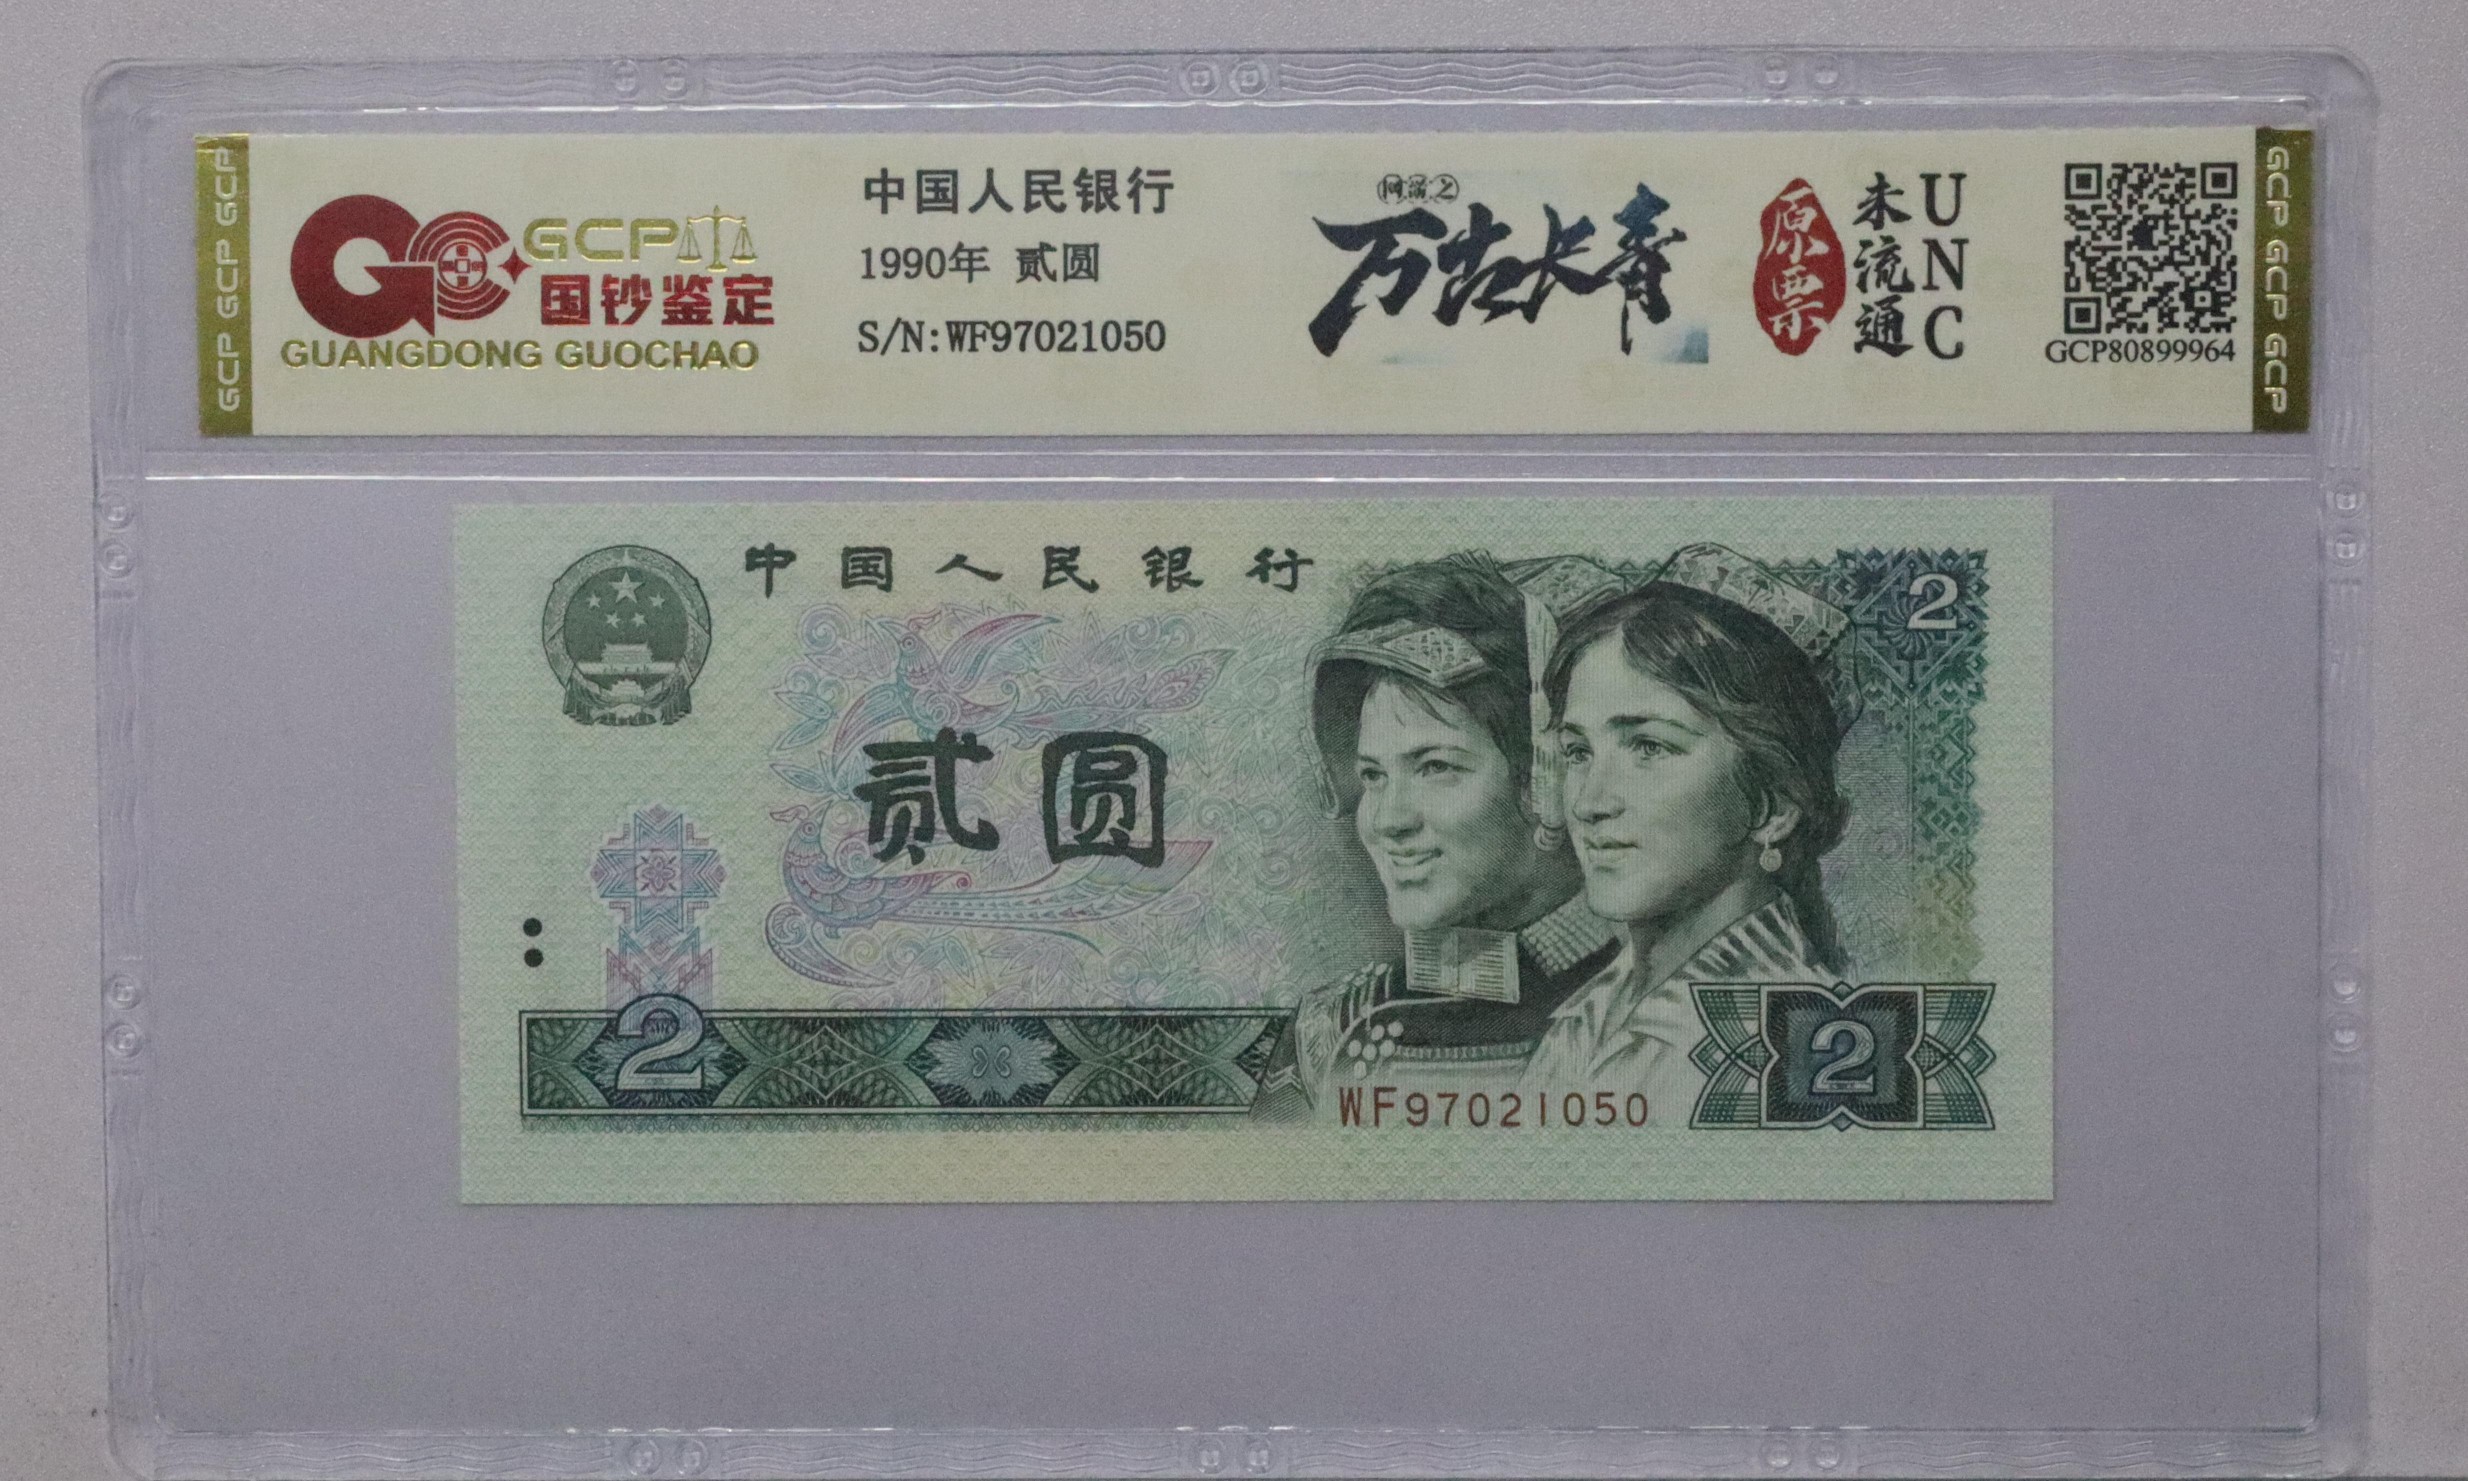 GCP GCP GCP
GCP
国钞鉴定
GUANGDONG GUOCHAO
中国人民银行
1990年 贰圆
S/N:WF97021050
万古长青
原票
未流通
UNC
GCP80899964
GCP GCP GCP
中国人民银行
2
贰圆
2
WF97021050
2